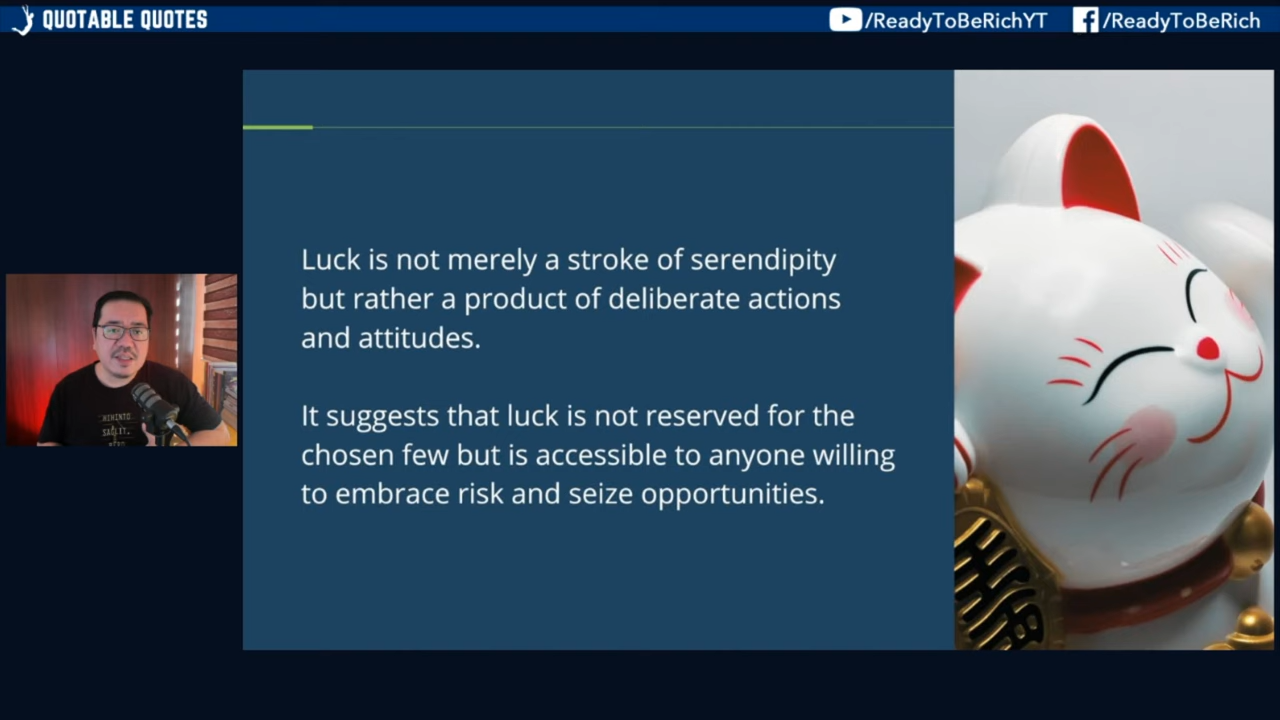 QUOTABLE QUOTES
/ReadyToBeRichYT
/ReadyToBeRich
Luck is not merely a stroke of serendipity
but rather a product of deliberate actions
and attitudes.
It suggests that luck is not reserved for the
chosen few but is accessible to anyone willing
to embrace risk and seize opportunities.